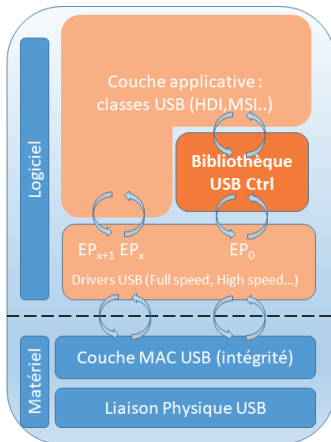 Couche applicative :
classes USB (HDI,MSI..)
Logiciel
Bibliothèque
USB Ctrl
EPx+1 EPx
EP0
Drivers USB (Full speed, High speed…)
Matériel
Couche MAC USB (intégrité)
Liaison Physique USB